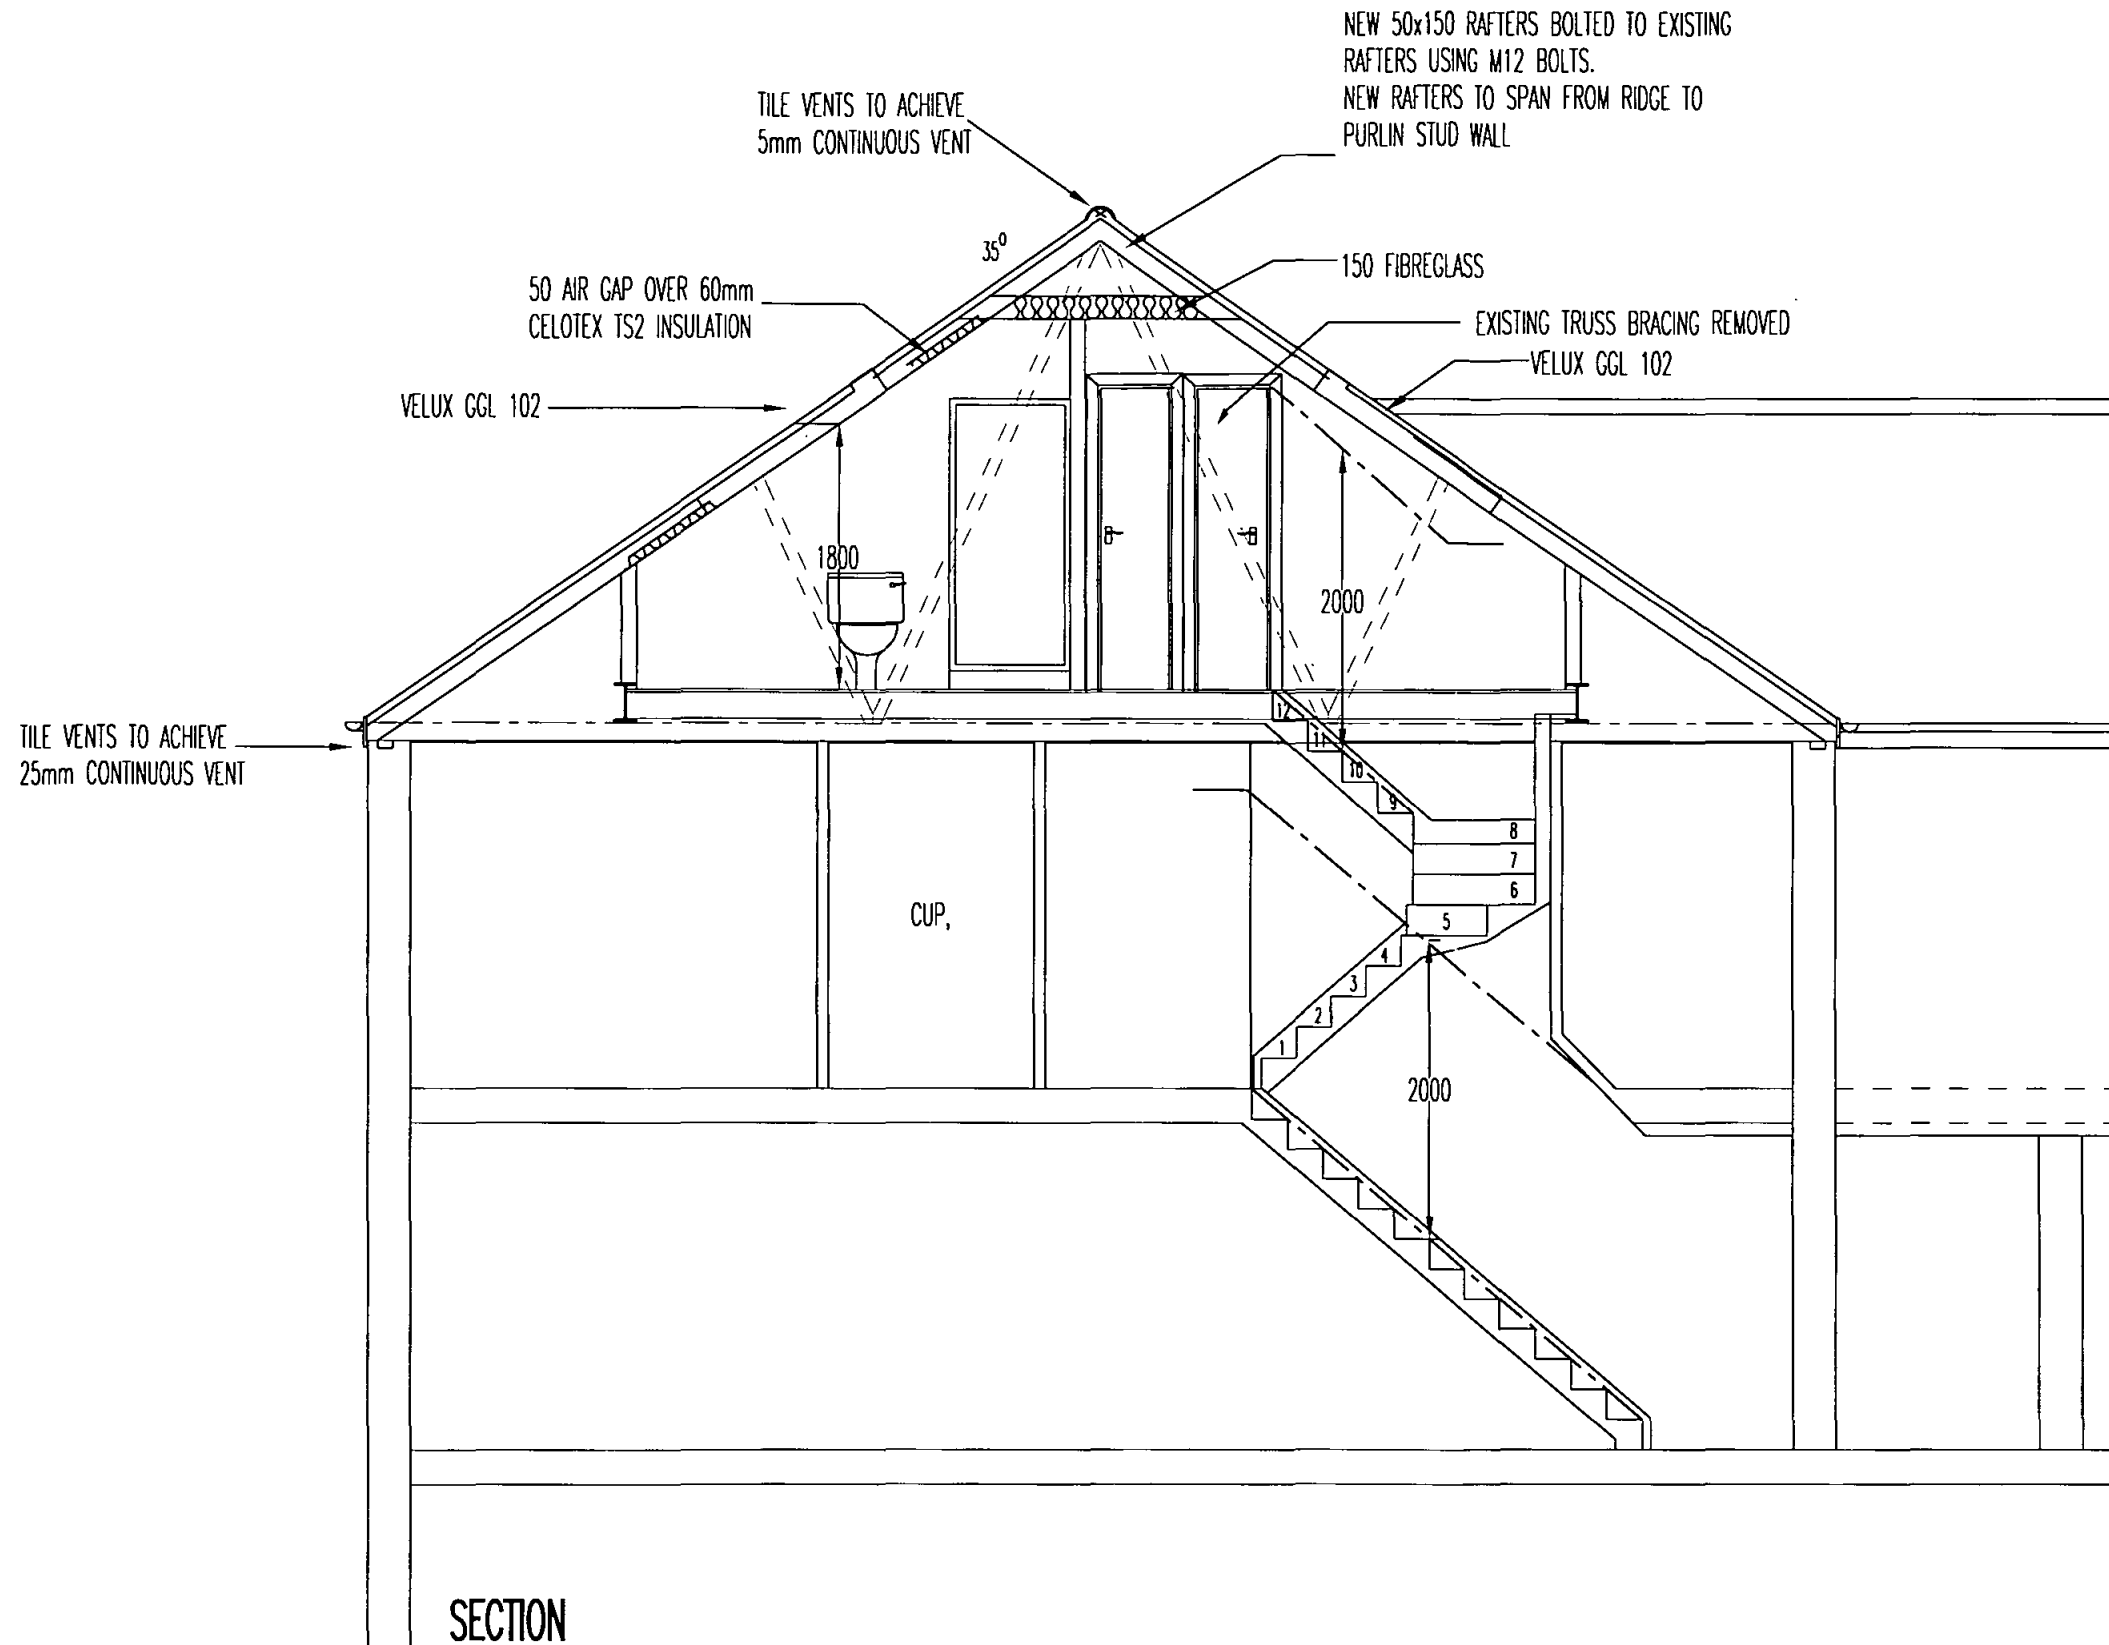 NEW 50x150 RAFTERS BOLTED TO EXISTING
RAFTERS USING M12 BOLTS.
NEW RAFTERS TO SPAN FROM RIDGE TO
PURLIN STUD WALL
TILE VENTS TO ACHIEVE
5mm CONTINUOUS VENT
35⁰
150 FIBREGLASS
50 AIR GAP OVER 60mm
CELOTEX TS2 INSULATION
EXISTING TRUSS BRACING REMOVED
VELUX GGL 102
VELUX GGL 102
1800
2000
TILE VENTS TO ACHIEVE
25mm CONTINUOUS VENT
12
11
10
9
8
7
6
5
4
3
2
1
CUP,
2000
SECTION